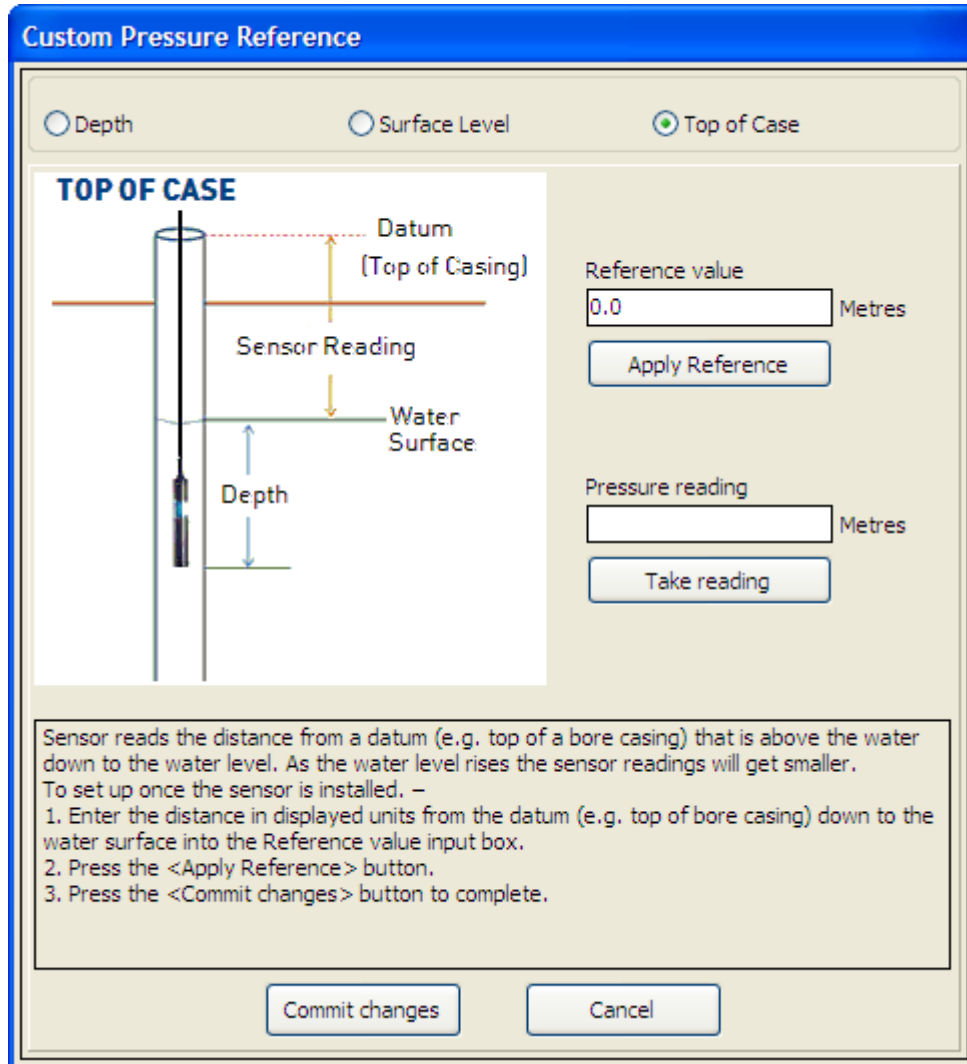 Custom Pressure Reference
Depth
Surface Level
Top of Case
TOP OF CASE
Datum
(Top of Casing)
Sensor Reading
Water
Surface
Depth
Reference value
0.0
Metres
Apply Reference
Pressure reading
Metres
Take reading
Sensor reads the distance from a datum (e.g. top of a bore casing) that is above the water
down to the water level. As the water level rises the sensor readings will get smaller.
To set up once the sensor is installed. –
1. Enter the distance in displayed units from the datum (e.g. top of bore casing) down to the
water surface into the Reference value input box.
2. Press the <Apply Reference> button.
3. Press the <Commit changes> button to complete.
Commit changes
Cancel